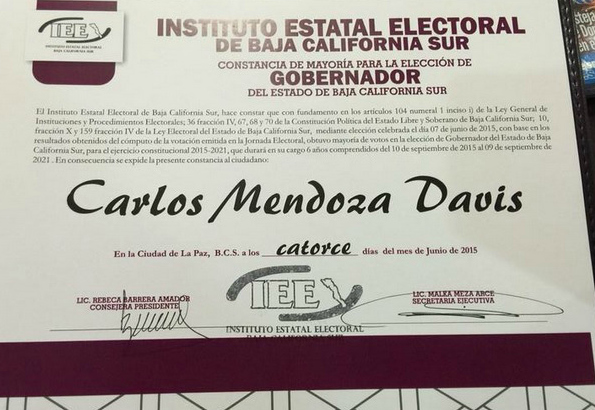 IEE
INSTITUTO ESTATAL ELECTORAL
BAJA CALIFORNIA SUR
INSTITUTO ESTATAL ELECTORAL
DE BAJA CALIFORNIA SUR
CONSTANCIA DE MAYORÍA PARA LA ELECCIÓN DE
GOBERNADOR
DEL ESTADO DE BAJA CALIFORNIA SUR
El Instituto Estatal Electoral de Baja California Sur, hace constar que con fundamento en los artículos 104 numeral 1 inciso i) de la Ley General de
Instituciones y Procedimientos Electorales; 36 fracción IV, 67, 68 y 70 de la Constitución Política del Estado Libre y Soberano de Baja California Sur; 10,
fracción X y 159 fracción IV de la Ley Electoral del Estado de Baja California Sur, mediante elección celebrada el día 07 de junio de 2015, con base en los
resultados obtenidos del cómputo de la votación emitida en la Jornada Electoral, obtuvo mayoría de votos en la elección de Gobernador del Estado de Baja
California Sur, para el ejercicio constitucional 2015-2021, que durará en su cargo 6 años comprendidos del 10 de septiembre de 2015 al 09 de septiembre de
2021 . En consecuencia se expide la presente constancia al ciudadano:
Carlos Mendoza Davis
En la Ciudad de La Paz, B.C.S. a los catorce días del mes de Junio de 2015
LIC. REBECA BARRERA AMADOR
CONSEJERA PRESIDENTE
IEE
INSTITUTO ESTATAL ELECTORAL
BAJA CALIFORNIA SUR
LIC. MALKA MEZA ARCE
SECRETARIA EJECUTIVA